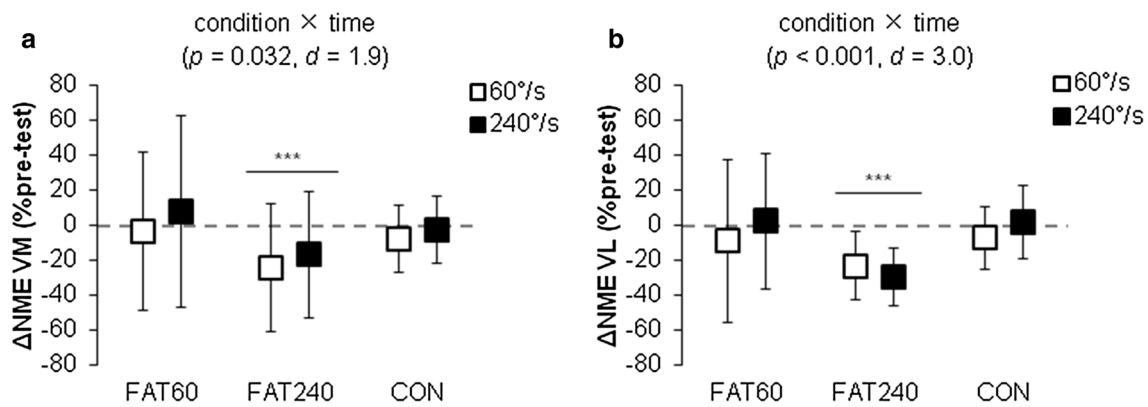 a
condition × time
(p = 0.032, d = 1.9)
ΔNME VM (%pre-test)
80
60
40
20
0
-20
-40
-60
-80
60°/s
240°/s
***
FAT60 FAT240 CON
b
condition × time
(p < 0.001, d = 3.0)
ΔNME VL (%pre-test)
80
60
40
20
0
-20
-40
-60
-80
60°/s
240°/s
***
FAT60 FAT240 CON